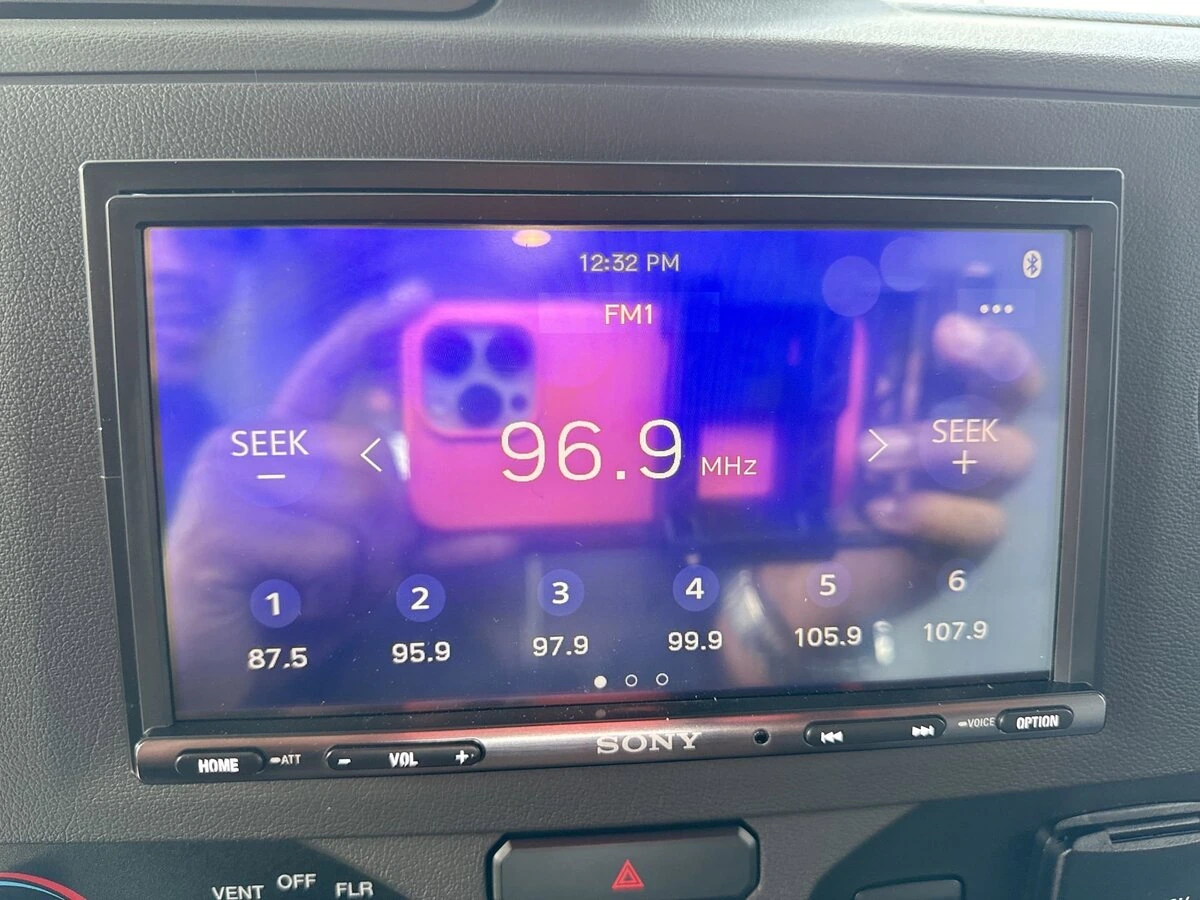 12:32 PM
FM1
SEEK
−
<
96.9 MHz
>
SEEK
+
1 2 3 4 5 6
87.5 95.9 97.9 99.9 105.9 107.9
HOME ATT − VOL + SONY VOICE OPTION
VENT OFF FLR